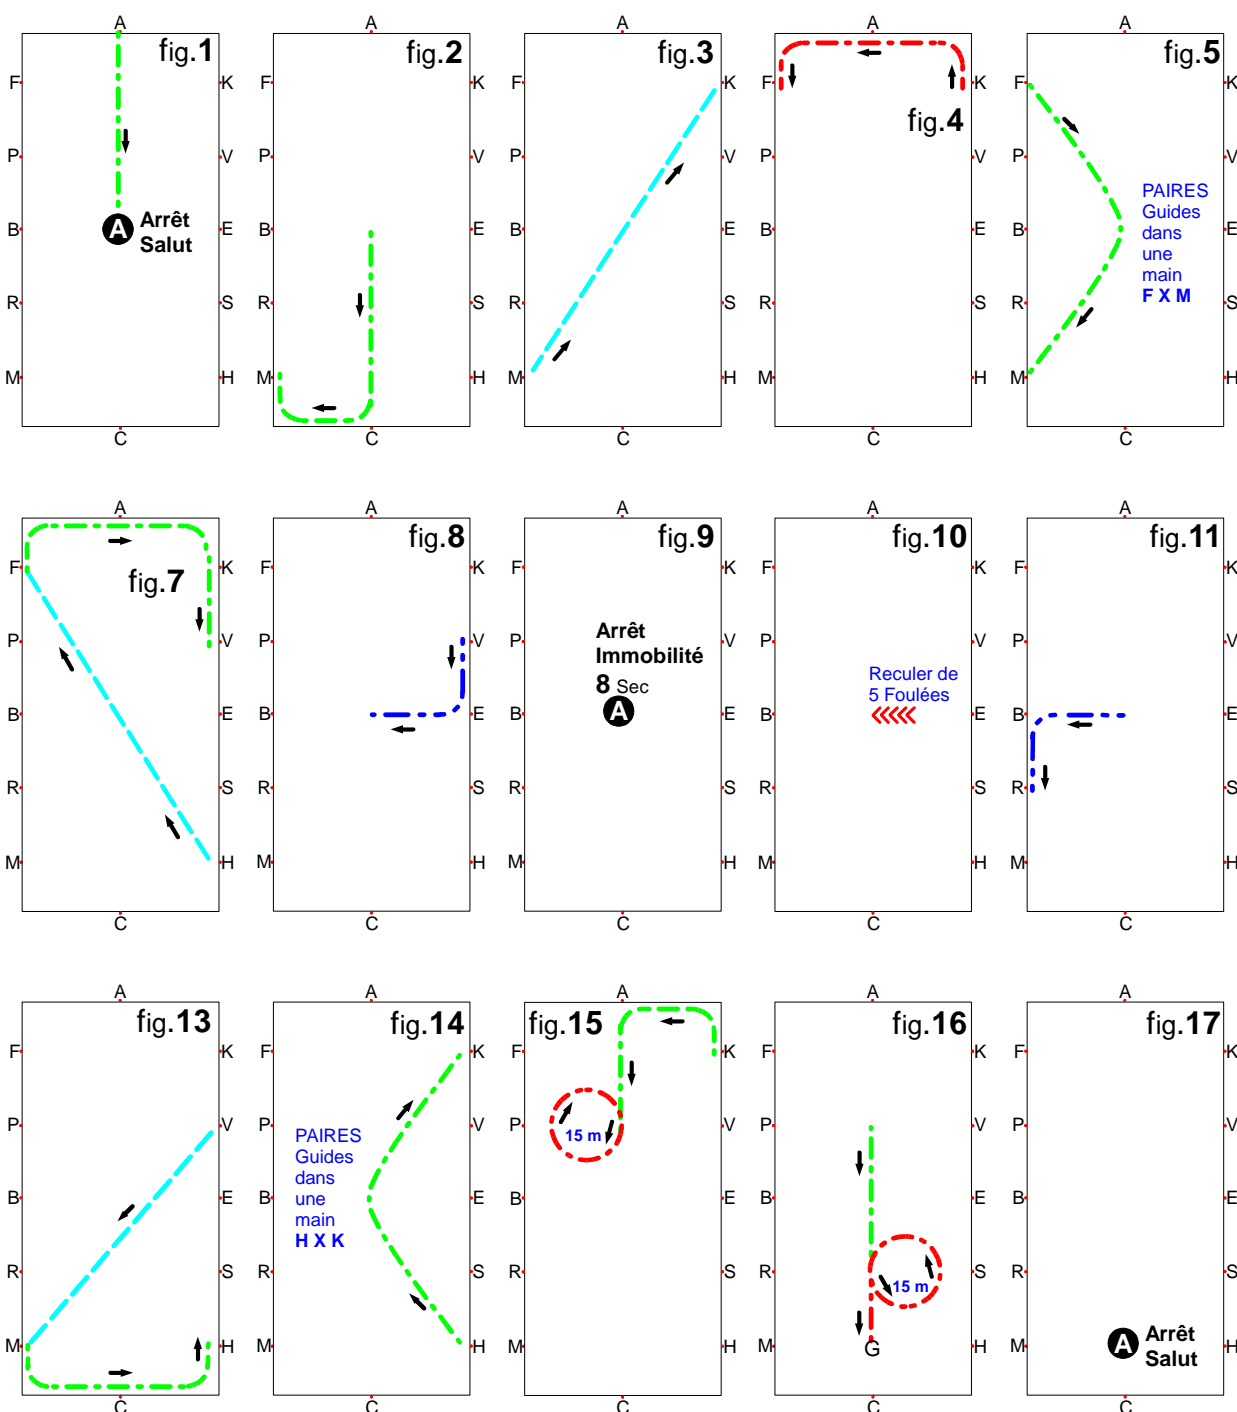 A A A A A
fig.1 fig.2 fig.3 fig.5
F K F K F K F K F K
fig.4
P V P V P V P V P V
PAIRES
Guides
dans
une
main
F X M
A Arrêt
Salut
B E B E B E B E B E
R S R S R S R S R S
M H M H M H M H M H
C C C C C
A A A A A
fig.8 fig.9 fig.10 fig.11
F K F K F K F K F K
fig.7
P V P V P V P V P V
Arrêt
Immobilité
8 Sec
A
Reculer de
5 Foulées
B E B E B E B E
R S R S R S R S R S
M H M H M H M H M H
C C C C C
A A A A A
fig.13 fig.14 fig.15 fig.16 fig.17
F K F K F K F K F K
P V P V P V P V P V
PAIRES
Guides
dans
une
main
H X K
15 m
B E B E B E B E B E
R S R S R S R S R S
15 m
M H M H M H M H M H
G
A Arrêt
Salut
C C C C C